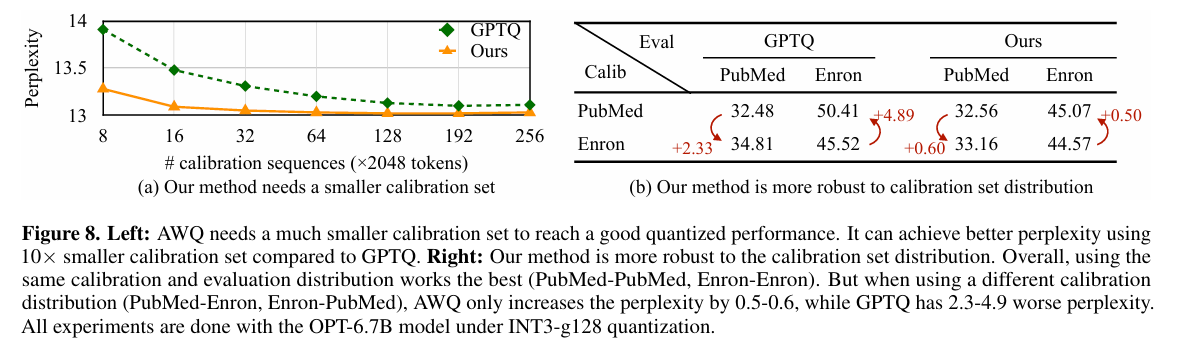 14
13.5
13
Perplexity
GPTQ
Ours
8 16 32 64 128 192 256
# calibration sequences (×2048 tokens)
(a) Our method needs a smaller calibration set
Eval GPTQ Ours
Calib PubMed Enron PubMed Enron
PubMed 32.48 50.41 +4.89 32.56 45.07 +0.50
Enron +2.33 34.81 45.52 +0.60 33.16 44.57
(b) Our method is more robust to calibration set distribution
Figure 8. Left: AWQ needs a much smaller calibration set to reach a good quantized performance. It can achieve better perplexity using
10× smaller calibration set compared to GPTQ. Right: Our method is more robust to the calibration set distribution. Overall, using the
same calibration and evaluation distribution works the best (PubMed-PubMed, Enron-Enron). But when using a different calibration
distribution (PubMed-Enron, Enron-PubMed), AWQ only increases the perplexity by 0.5-0.6, while GPTQ has 2.3-4.9 worse perplexity.
All experiments are done with the OPT-6.7B model under INT3-g128 quantization.